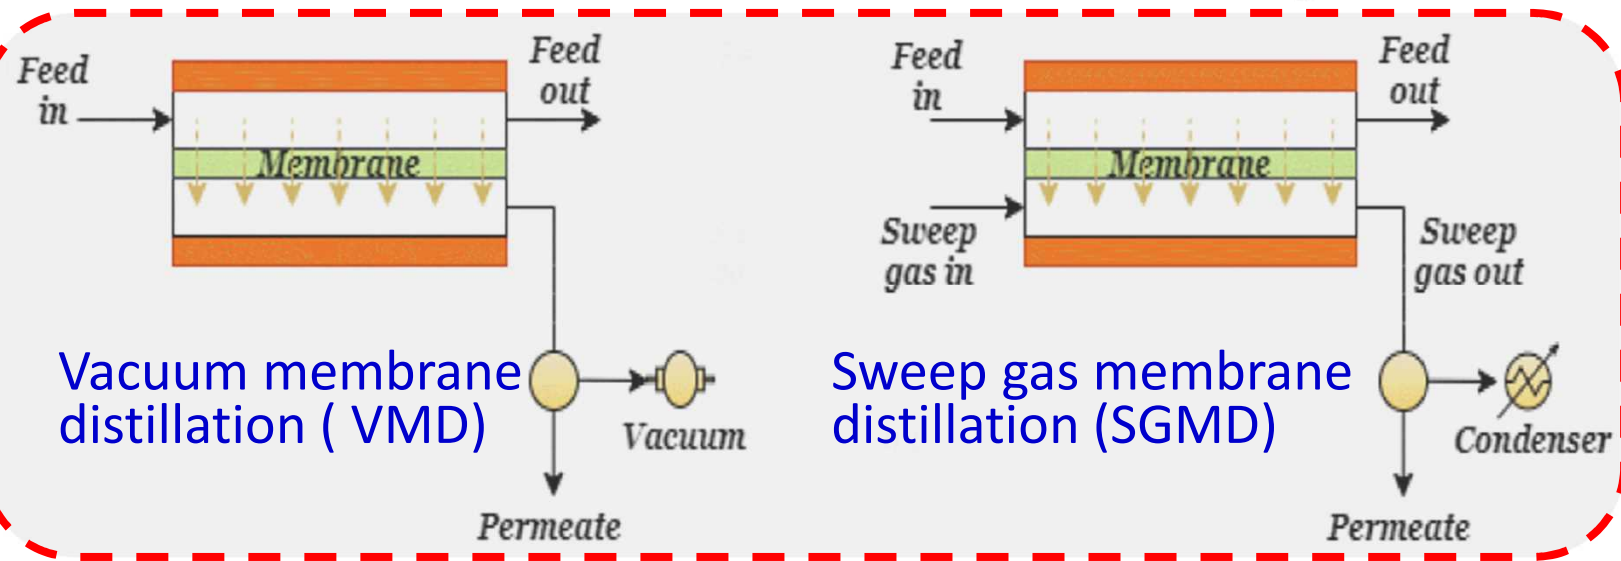 Feed
in
Feed
out
Membrane
Vacuum membrane
distillation ( VMD)
Vacuum
Permeate
Feed
in
Feed
out
Membrane
Sweep
gas in
Sweep
gas out
Sweep gas membrane
distillation (SGMD)
Condenser
Permeate